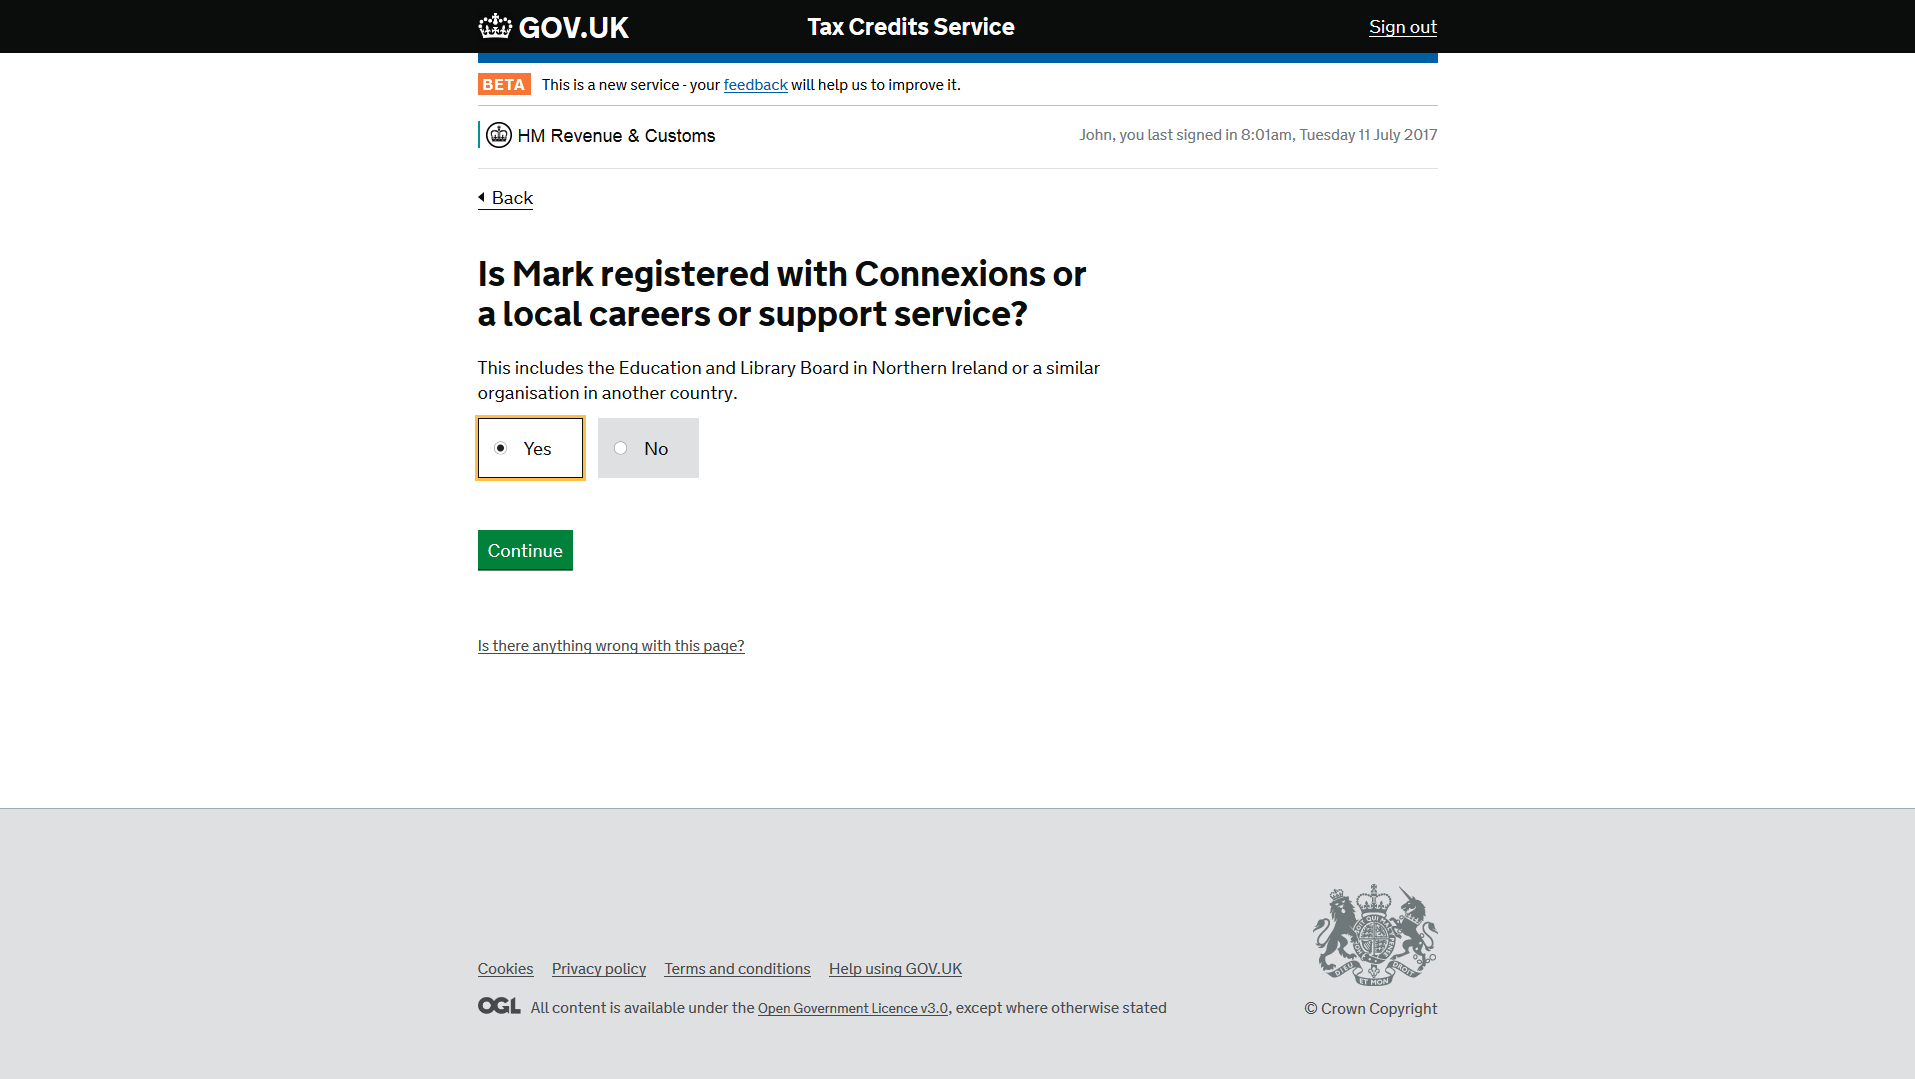 GOV.UK
Tax Credits Service
Sign out
BETA This is a new service - your feedback will help us to improve it.
HM Revenue & Customs
John, you last signed in 8:01am, Tuesday 11 July 2017
Back
Is Mark registered with Connexions or
a local careers or support service?
This includes the Education and Library Board in Northern Ireland or a similar
organisation in another country.
Yes
No
Continue
Is there anything wrong with this page?
Cookies Privacy policy Terms and conditions Help using GOV.UK
OGL All content is available under the Open Government Licence v3.0, except where otherwise stated
DIEU ET MON DROIT
© Crown Copyright